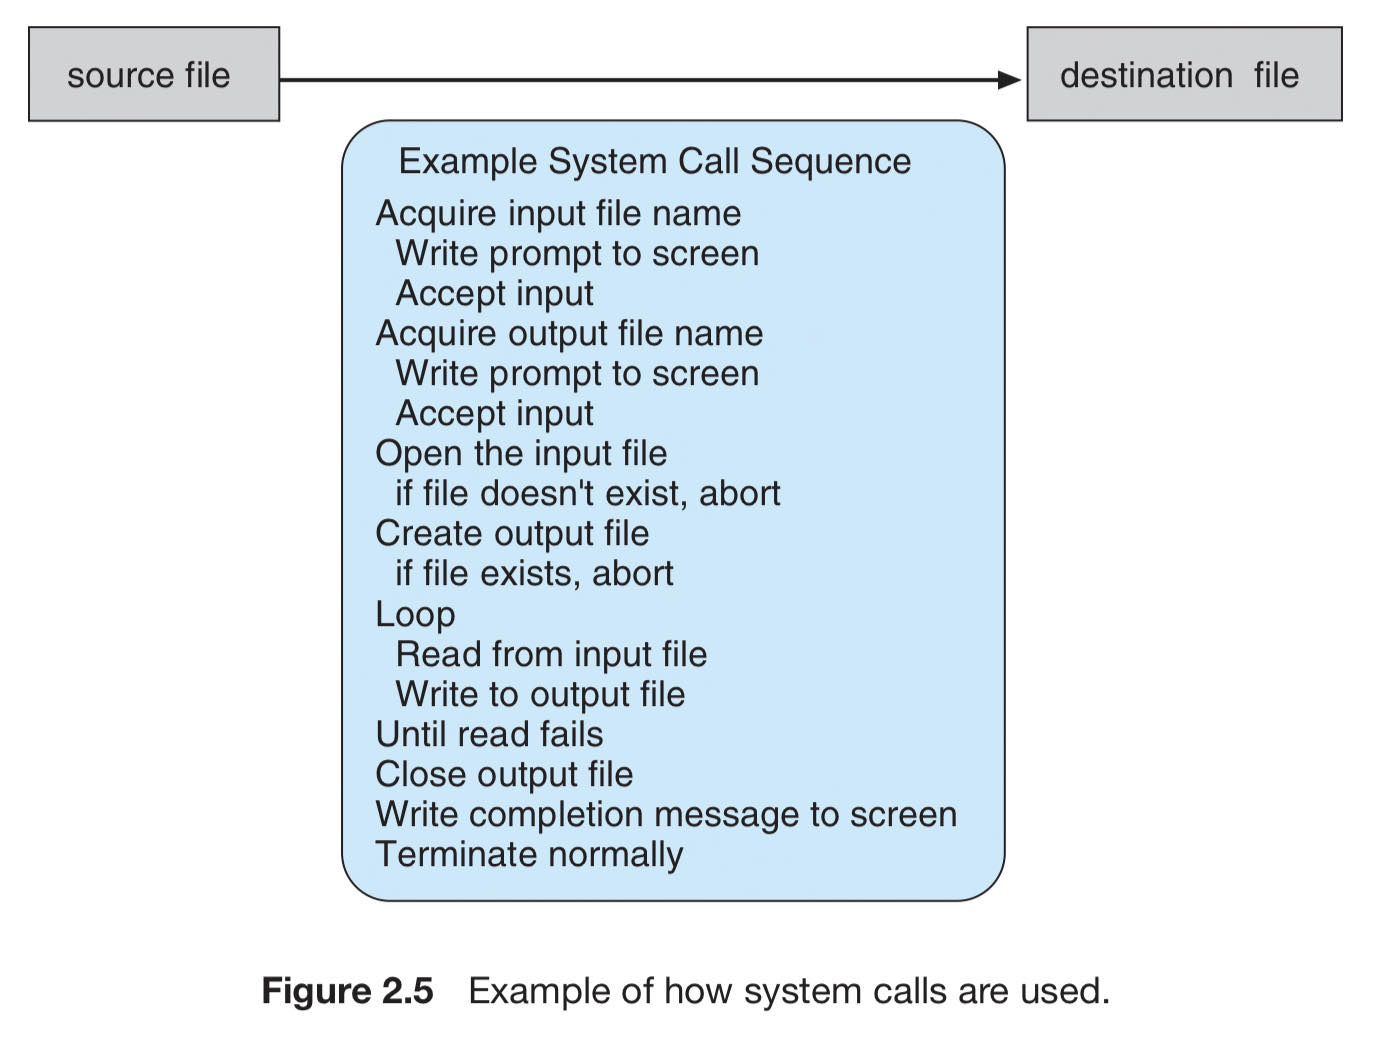 source file
destination file
Example System Call Sequence
Acquire input file name
Write prompt to screen
Accept input
Acquire output file name
Write prompt to screen
Accept input
Open the input file
if file doesn't exist, abort
Create output file
if file exists, abort
Loop
Read from input file
Write to output file
Until read fails
Close output file
Write completion message to screen
Terminate normally
Figure 2.5 Example of how system calls are used.